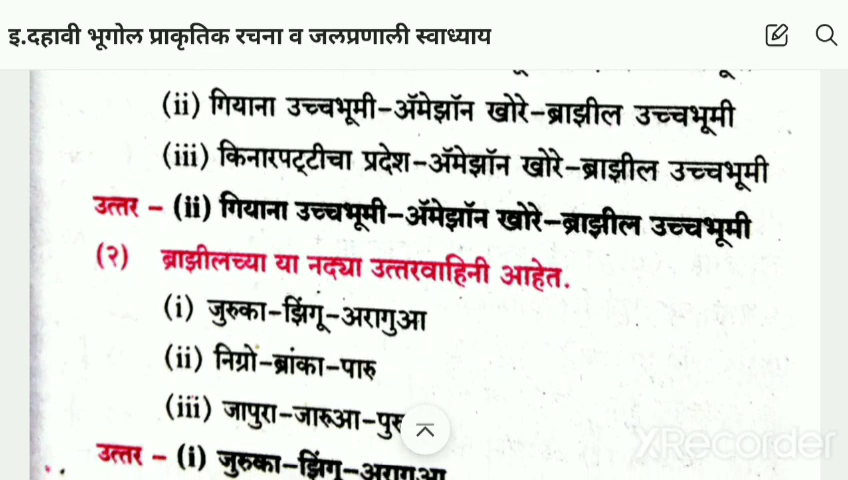 इ.दहावी भूगोल प्राकृतिक रचना व जलप्रणाली स्वाध्याय
(ii) गियाना उच्चभूमी-ॲमेझॉन खोरे-ब्राझील उच्चभूमी
(iii) किनारपट्टीचा प्रदेश-ॲमेझॉन खोरे-ब्राझील उच्चभूमी
उत्तर - (ii) गियाना उच्चभूमी-ॲमेझॉन खोरे-ब्राझील उच्चभूमी
(२) ब्राझीलच्या या नद्या उत्तरवाहिनी आहेत.
(i) जुरुका-झिंगू-अरागुआ
(ii) निग्रो-ब्रांका-पारु
(iii) जापुरा-जारुआ-पुरु
उत्तर - (i) जुरुका-झिंगू-अरागुआ
XRecorder